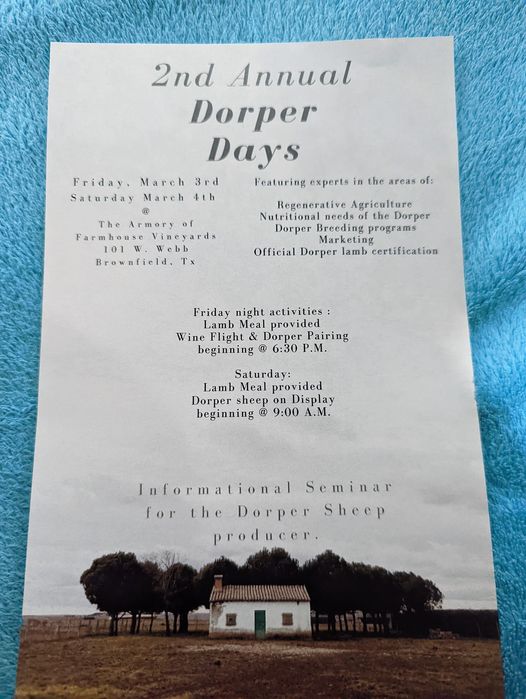 2nd Annual
Dorper
Days
Friday, March 3rd
Saturday March 4th
@
The Armory of
Farmhouse Vineyards
101 W. Webb
Brownfield, Tx
Featuring experts in the areas of:
Regenerative Agriculture
Nutritional needs of the Dorper
Dorper Breeding programs
Marketing
Official Dorper lamb certification
Friday night activities :
Lamb Meal provided
Wine Flight & Dorper Pairing
beginning @ 6:30 P.M.
Saturday:
Lamb Meal provided
Dorper sheep on Display
beginning @ 9:00 A.M.
Informational Seminar
for the Dorper Sheep
producer.